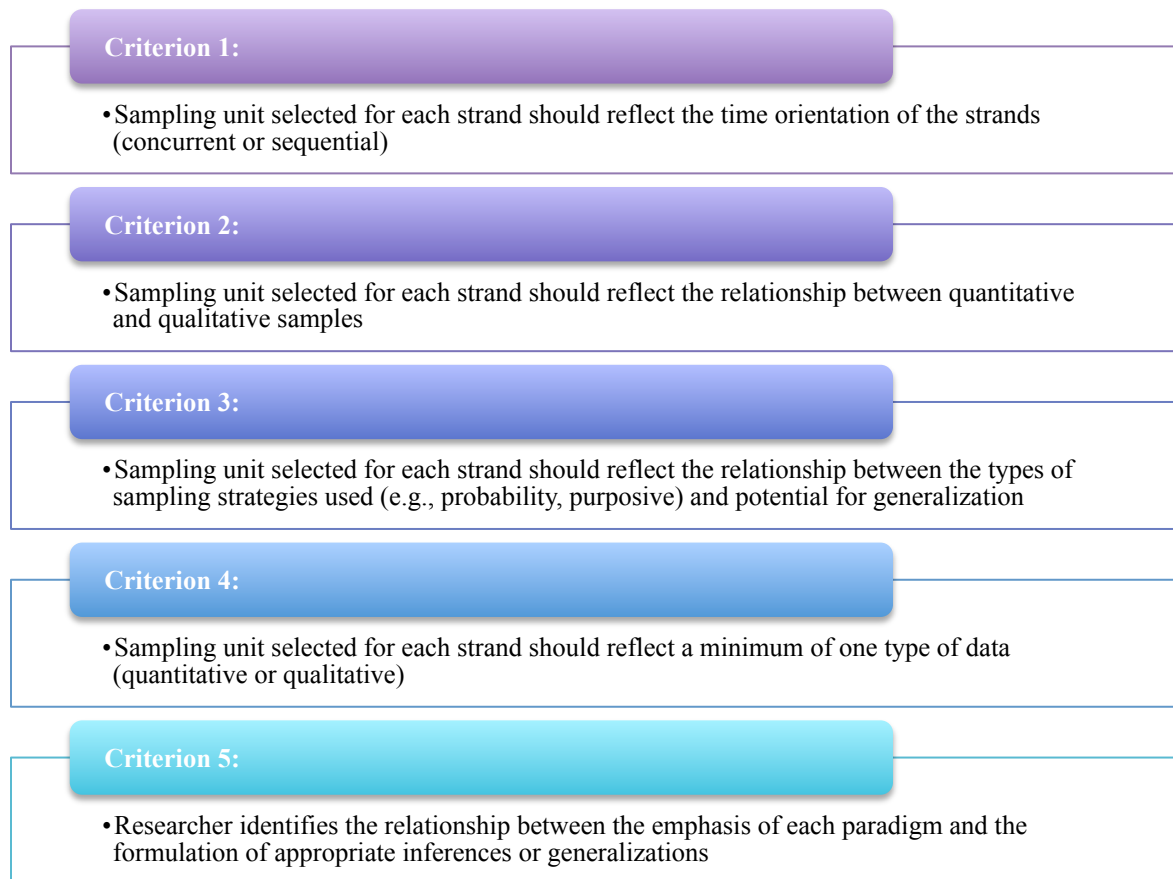 Criterion 1:
•Sampling unit selected for each strand should reflect the time orientation of the strands
(concurrent or sequential)
Criterion 2:
•Sampling unit selected for each strand should reflect the relationship between quantitative
and qualitative samples
Criterion 3:
•Sampling unit selected for each strand should reflect the relationship between the types of
sampling strategies used (e.g., probability, purposive) and potential for generalization
Criterion 4:
•Sampling unit selected for each strand should reflect a minimum of one type of data
(quantitative or qualitative)
Criterion 5:
•Researcher identifies the relationship between the emphasis of each paradigm and the
formulation of appropriate inferences or generalizations